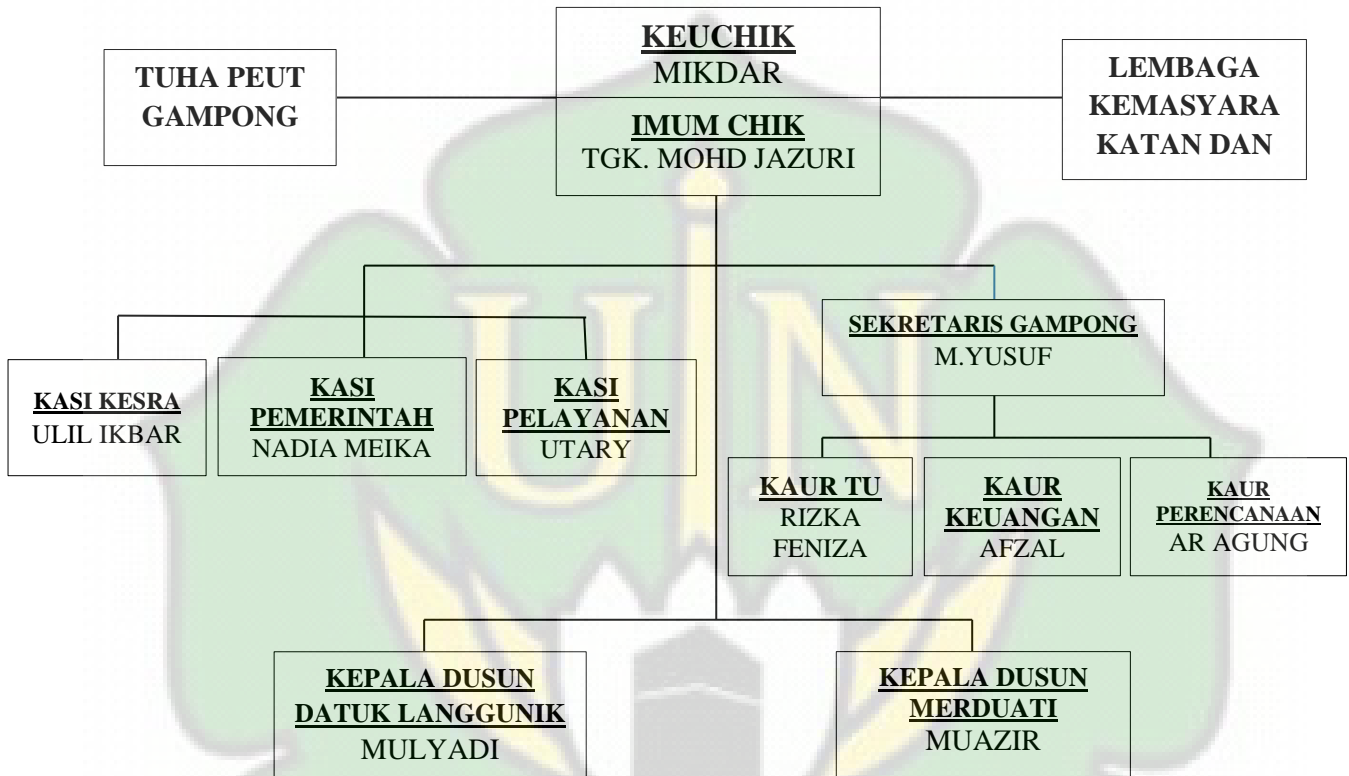 KEUCHIK
MIKDAR
IMUM CHIK
TGK. MOHD JAZURI
TUHA PEUT
GAMPONG
LEMBAGA
KEMASYARA
KATAN DAN
SEKRETARIS GAMPONG
M.YUSUF
KASI KESRA
ULIL IKBAR
KASI
PEMERINTAH
NADIA MEIKA
KASI
PELAYANAN
UTARY
KAUR TU
RIZKA
FENIZA
KAUR
KEUANGAN
AFZAL
KAUR
PERENCANAAN
AR AGUNG
KEPALA DUSUN
DATUK LANGGUNIK
MULYADI
KEPALA DUSUN
MERDUATI
MUAZIR
UIN